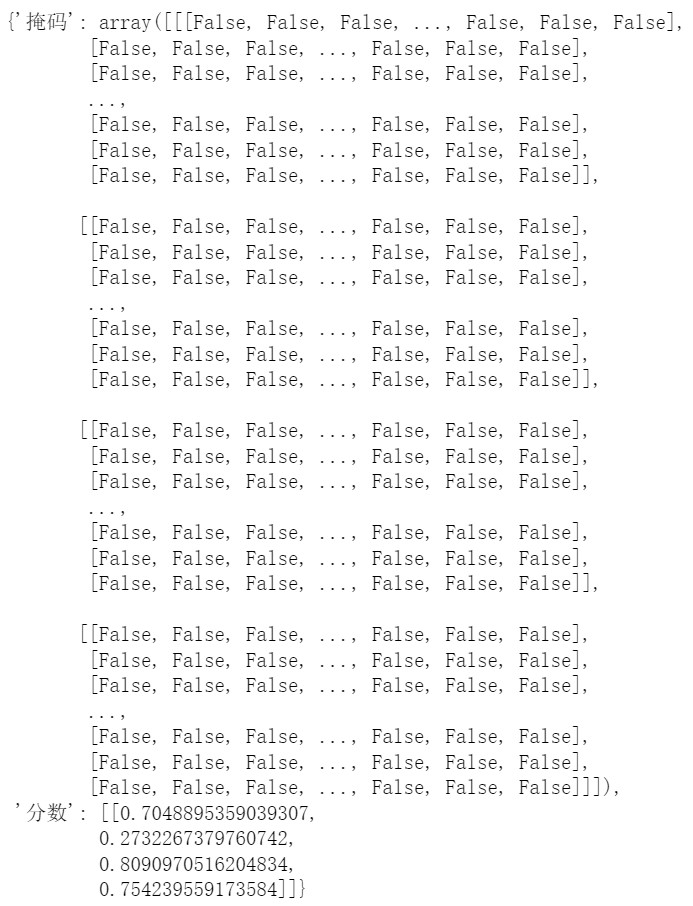 {'掩码': array([[[False, False, False, ..., False, False, False],
[False, False, False, ..., False, False, False],
[False, False, False, ..., False, False, False],
...,
[False, False, False, ..., False, False, False],
[False, False, False, ..., False, False, False],
[False, False, False, ..., False, False, False]],
[[False, False, False, ..., False, False, False],
[False, False, False, ..., False, False, False],
[False, False, False, ..., False, False, False],
...,
[False, False, False, ..., False, False, False],
[False, False, False, ..., False, False, False],
[False, False, False, ..., False, False, False]],
[[False, False, False, ..., False, False, False],
[False, False, False, ..., False, False, False],
[False, False, False, ..., False, False, False],
...,
[False, False, False, ..., False, False, False],
[False, False, False, ..., False, False, False],
[False, False, False, ..., False, False, False]],
[[False, False, False, ..., False, False, False],
[False, False, False, ..., False, False, False],
[False, False, False, ..., False, False, False],
...,
[False, False, False, ..., False, False, False],
[False, False, False, ..., False, False, False],
[False, False, False, ..., False, False, False]]]),
'分数': [[0.7048895359039307,
0.2732267379760742,
0.8090970516204834,
0.754239559173584]]}